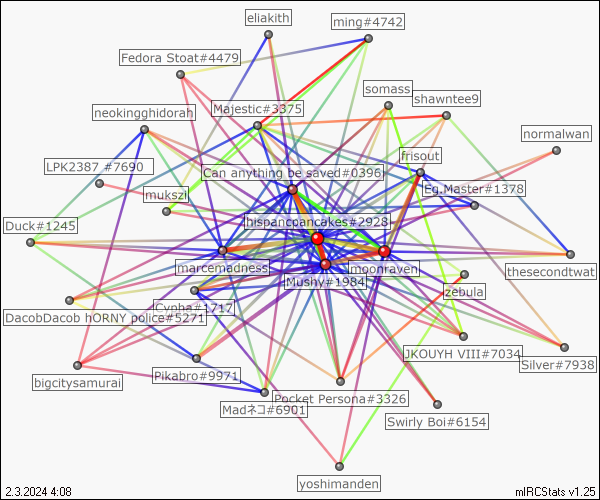 eliakith
ming#4742
Fedora Stoat#4479
somass
shawntee9
Majestic#3375
neokingghidorah
normalwan
frisout
LPK2387 #7690
Can anything be saved#0396
Eg.Master#1378
mukszi
hispancpancakes#2928
Duck#1245
marcemadness
moonraven
thesecondtwat
Mushy#1984
zebula
Cynha#1717
DacobDacob hORNY police#5271
JKOUYH VIII#7034
Silver#7938
Pikabro#9971
bigcitysamurai
Pocket Persona#3326
Madネコ#6901
Swirly Boi#6154
yoshimanden
2.3.2024 4:08
mIRCStats v1.25